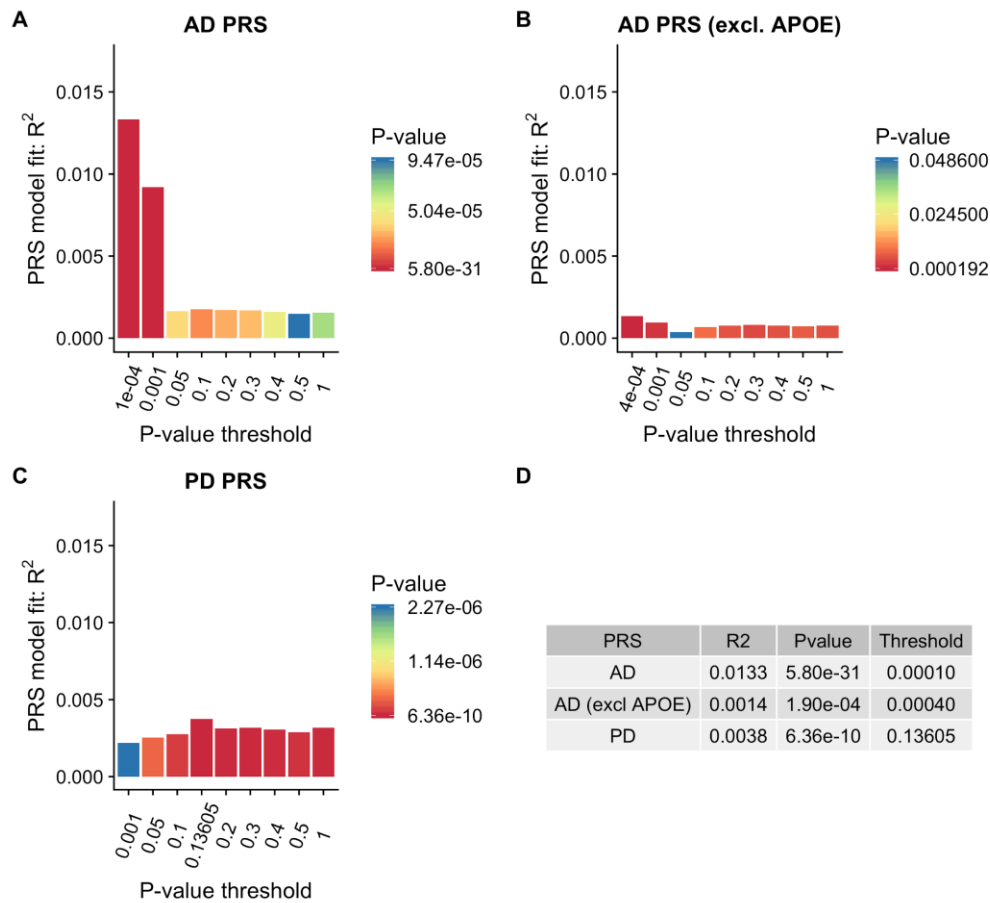 A
AD PRS
PRS model fit: R²
0.015
0.010
0.005
0.000
1e-04
0.001
0.05
0.1
0.2
0.3
0.4
0.5
1
P-value threshold
P-value
9.47e-05
5.04e-05
5.80e-31
B
AD PRS (excl. APOE)
PRS model fit: R²
0.015
0.010
0.005
0.000
4e-04
0.001
0.05
0.1
0.2
0.3
0.4
0.5
1
P-value threshold
P-value
0.048600
0.024500
0.000192
C
PD PRS
PRS model fit: R²
0.015
0.010
0.005
0.000
0.001
0.05
0.1
0.13605
0.2
0.3
0.4
0.5
1
P-value threshold
P-value
2.27e-06
1.14e-06
6.36e-10
D
PRS R2 Pvalue Threshold
AD 0.0133 5.80e-31 0.00010
AD (excl APOE) 0.0014 1.90e-04 0.00040
PD 0.0038 6.36e-10 0.13605